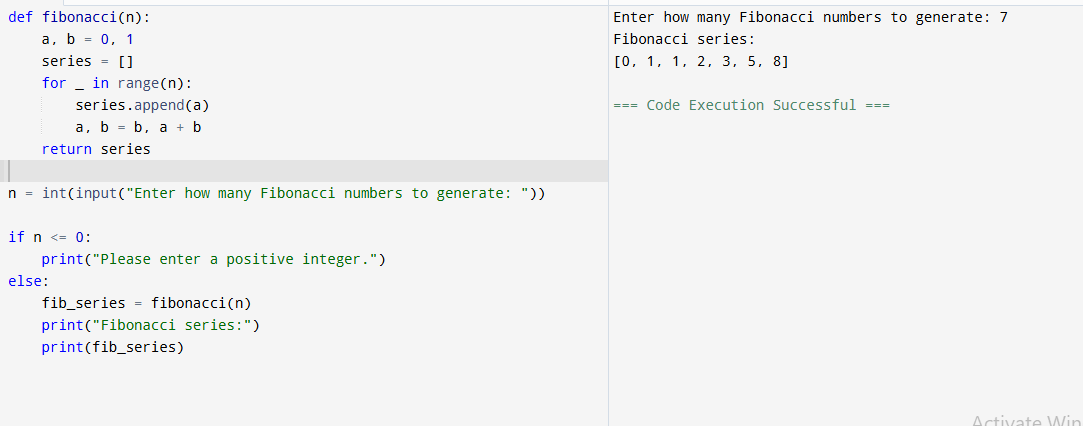 def fibonacci(n):
    a, b = 0, 1
    series = []
    for _ in range(n):
        series.append(a)
        a, b = b, a + b
    return series

n = int(input("Enter how many Fibonacci numbers to generate: "))

if n <= 0:
    print("Please enter a positive integer.")
else:
    fib_series = fibonacci(n)
    print("Fibonacci series:")
    print(fib_series)

Enter how many Fibonacci numbers to generate: 7
Fibonacci series:
[0, 1, 1, 2, 3, 5, 8]

=== Code Execution Successful ===
Activate Win